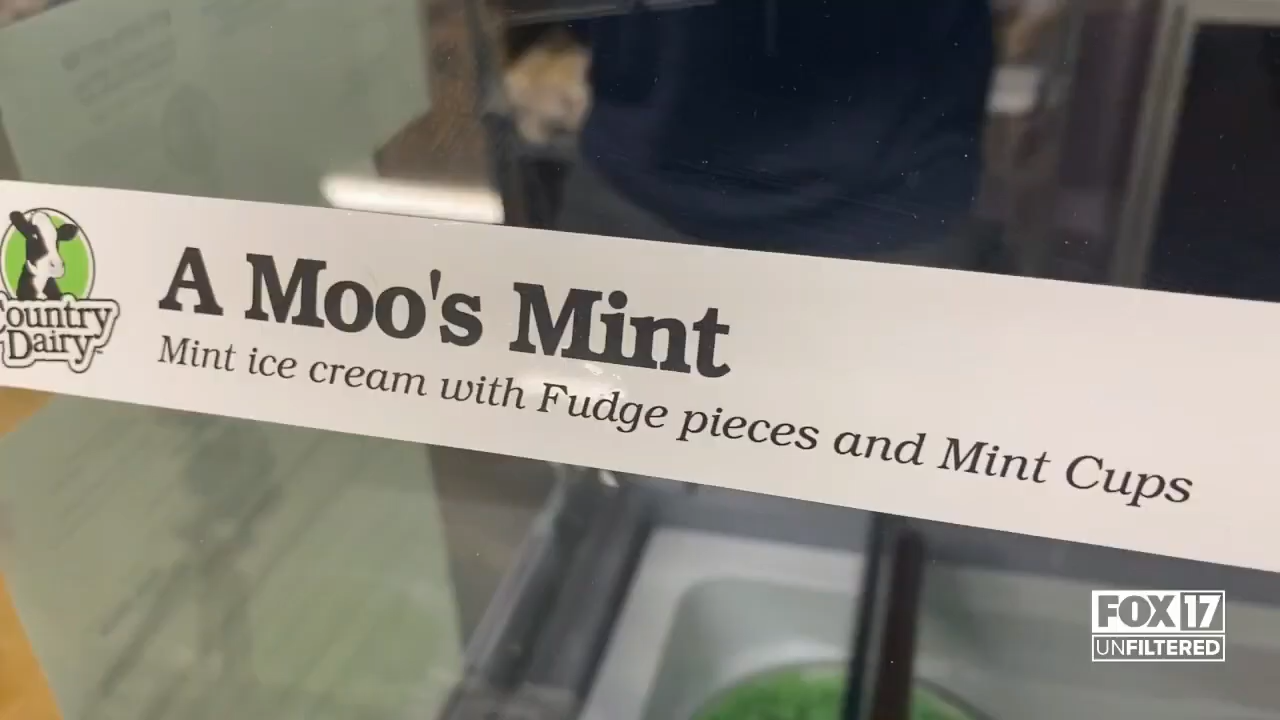 A Moo's Mint
Mint ice cream with Fudge pieces and Mint Cups
Country
Dairy
FOX 17
UNFILTERED